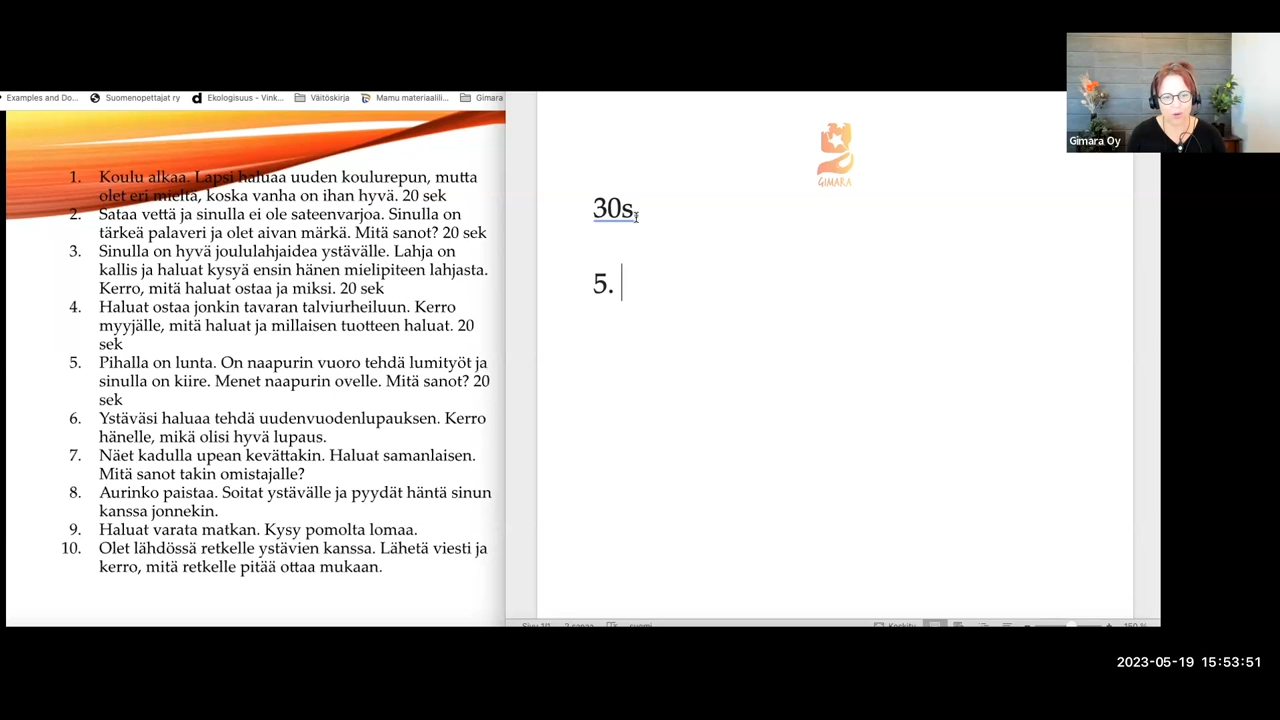 Examples and Do...
Suomenopettajat ry
Ekologisuus - Vink...
Väitöskirja
Mamu materiaalili...
Gimara
1. Koulu alkaa. Lapsi haluaa uuden koulurepun, mutta
olet eri mieltä, koska vanha on ihan hyvä. 20 sek
2. Sataa vettä ja sinulla ei ole sateenvarjoa. Sinulla on
tärkeä palaveri ja olet aivan märkä. Mitä sanot? 20 sek
3. Sinulla on hyvä joululahjaidea ystävälle. Lahja on
kallis ja haluat kysyä ensin hänen mielipiteen lahjasta.
Kerro, mitä haluat ostaa ja miksi. 20 sek
4. Haluat ostaa jonkin tavaran talviurheiluun. Kerro
myyjälle, mitä haluat ja millaisen tuotteen haluat. 20
sek
5. Pihalla on lunta. On naapurin vuoro tehdä lumityöt ja
sinulla on kiire. Menet naapurin ovelle. Mitä sanot? 20
sek
6. Ystäväsi haluaa tehdä uudenvuodenlupauksen. Kerro
hänelle, mikä olisi hyvä lupaus.
7. Näet kadulla upean kevättakin. Haluat samanlaisen.
Mitä sanot takin omistajalle?
8. Aurinko paistaa. Soitat ystävälle ja pyydät häntä sinun
kanssa jonnekin.
9. Haluat varata matkan. Kysy pomolta lomaa.
10. Olet lähdössä retkelle ystävien kanssa. Lähetä viesti ja
kerro, mitä retkelle pitää ottaa mukaan.
GIMARA
30s.
5.
Gimara Oy
2023-05-19 15:53:51